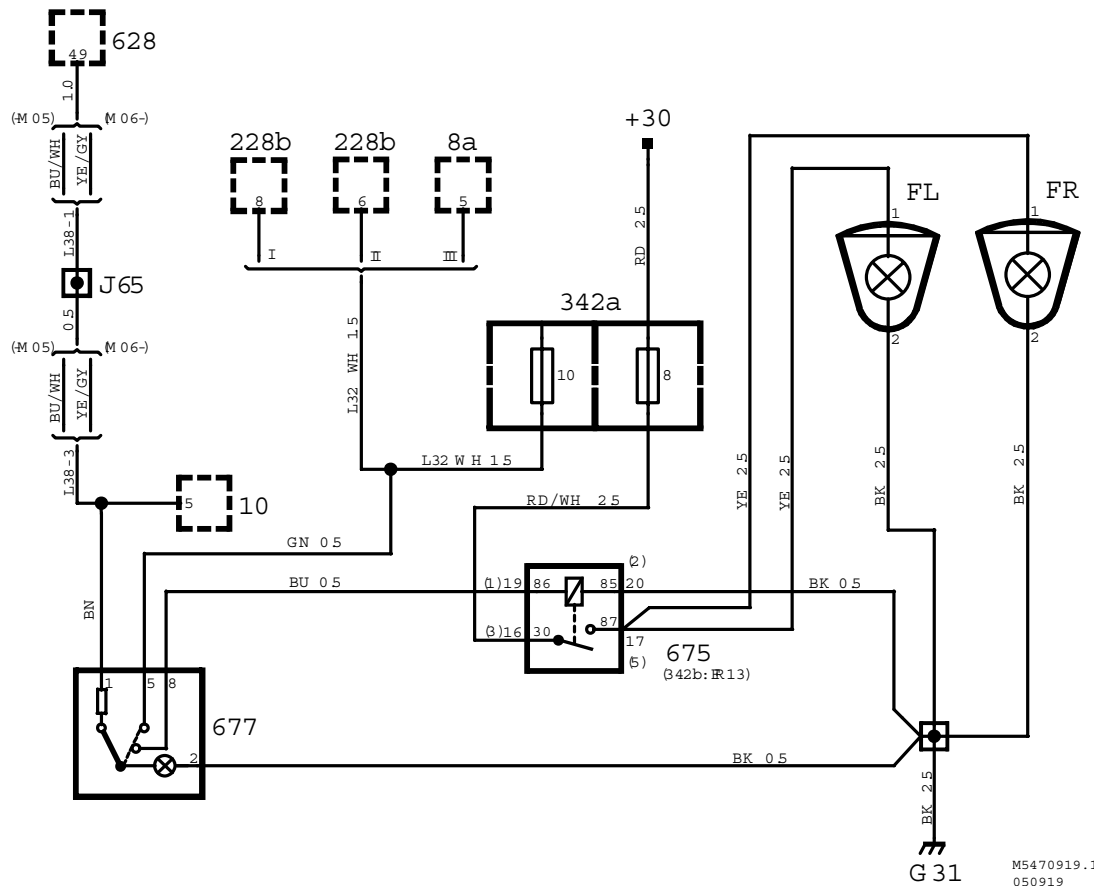 628
49
1.0
(-M05) (M06-)
BU/WH
YE/GY
L38-1
J65
0.5
(-M05) (M06-)
BU/WH
YE/GY
L38-3
5
10
BN
228b 228b 8a
8 6 5
I II III
L32 WH 1.5
L32 WH 1.5
GN 0.5
BU 0.5
+30
RD 2.5
342a
10 8
RD/WH 2.5
(2)
(1) 19 86 85 20
BK 0.5
(3) 16 30 87 17
(5)
675
(342b:FR13)
YE 2.5
YE 2.5
FL FR
1 1
2 2
BK 2.5
BK 2.5
1 5 8
677
2
BK 0.5
BK 2.5
G31
M5470919.1
050919